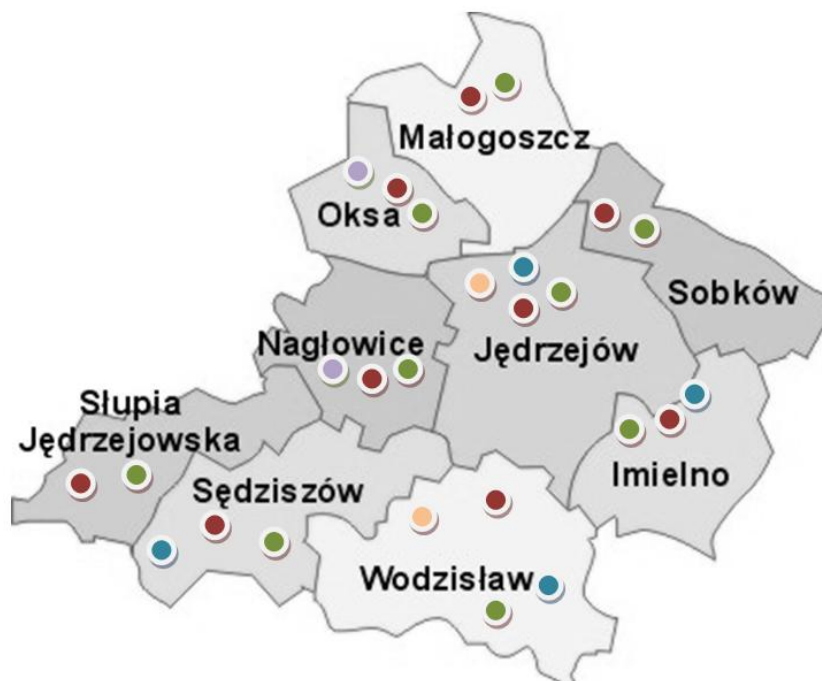 Małogoszcz
Oksa
Sobków
Nagłowice
Jędrzejów
Słupia
Jędrzejowska
Sędziszów
Imielno
Wodzisław